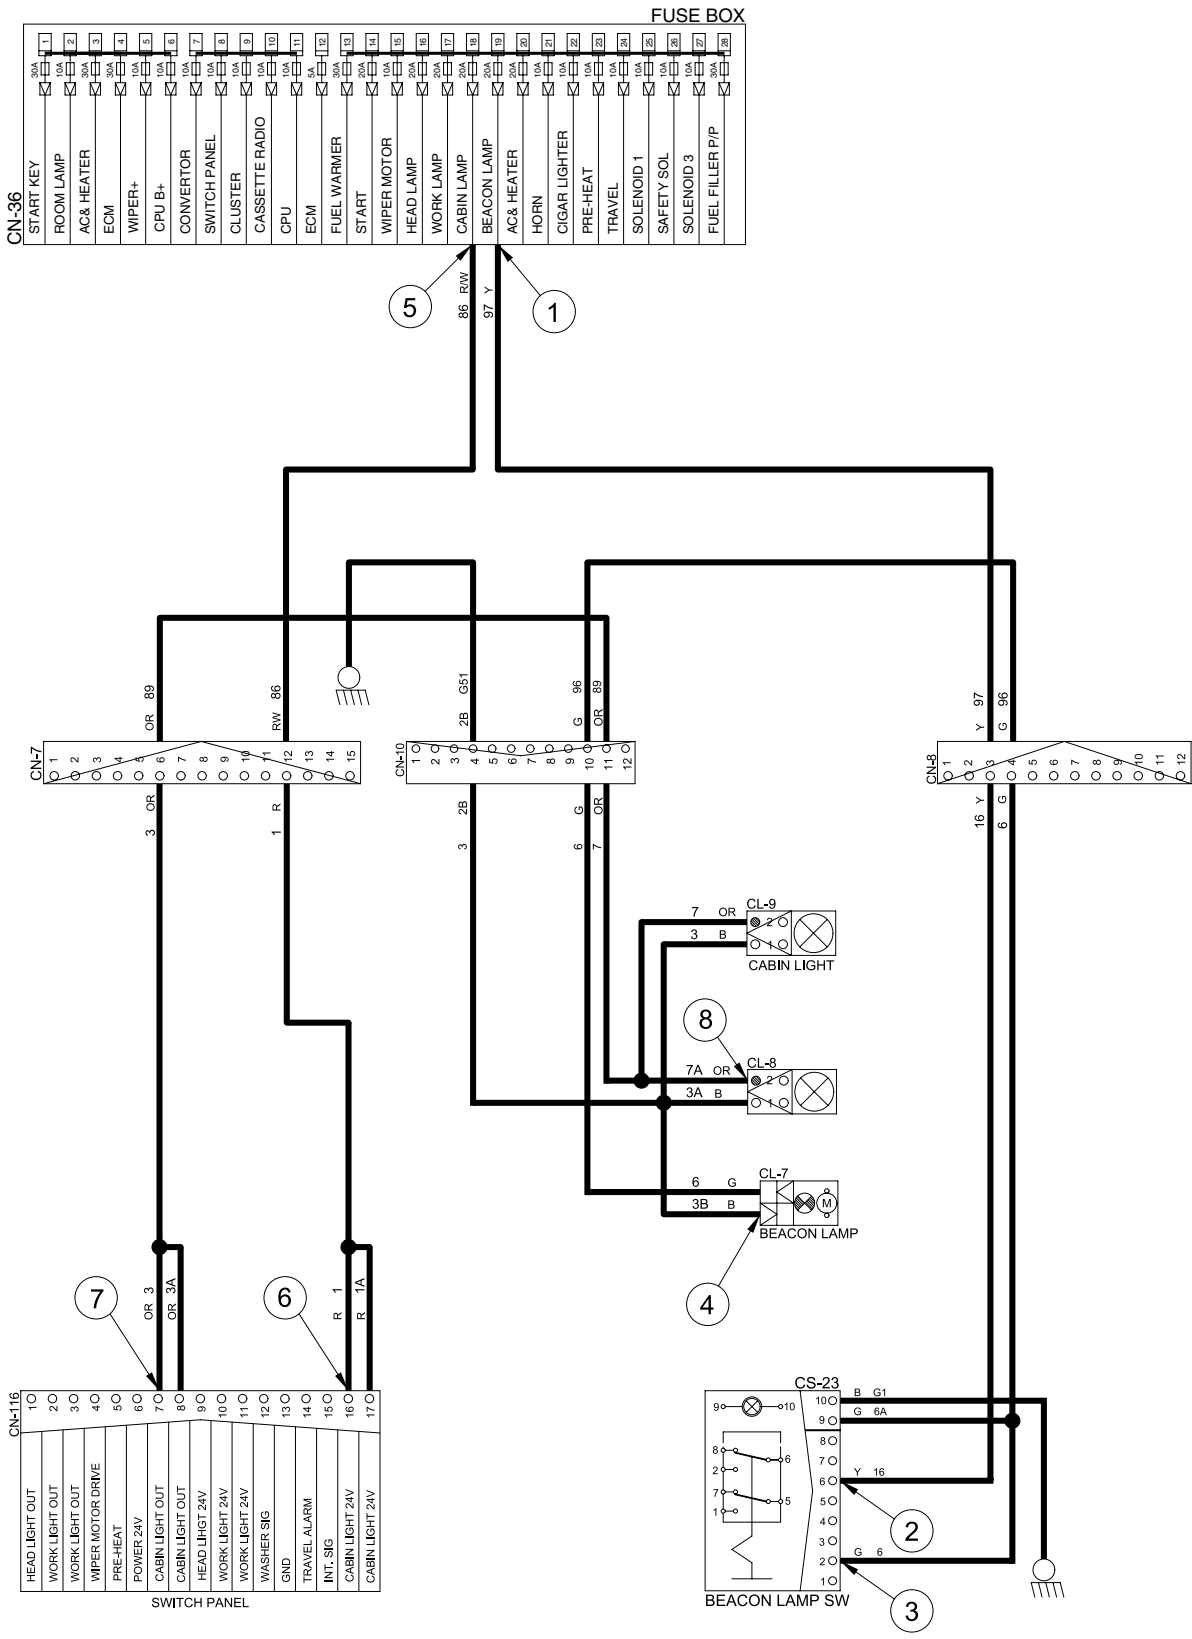 FUSE BOX
1 2 3 4 5 6 7 8 9 10 11 12 13 14 15 16 17 18 19 20 21 22 23 24 25 26 27 28
30A 10A 30A 30A 10A 10A 30A 10A 10A 10A 10A 5A 30A 20A 10A 20A 20A 20A 20A 20A 10A 10A 10A 10A 10A 10A 10A 30A
CN-36
START KEY
ROOM LAMP
AC& HEATER
ECM
WIPER+
CPU B+
CONVERTOR
SWITCH PANEL
CLUSTER
CASSETTE RADIO
CPU
ECM
FUEL WARMER
START
WIPER MOTOR
HEAD LAMP
WORK LAMP
CABIN LAMP
BEACON LAMP
AC& HEATER
HORN
CIGAR LIGHTER
PRE-HEAT
TRAVEL
SOLENOID 1
SAFETY SOL
SOLENOID 3
FUEL FILLER P/P
5
86 R/W
97 Y
1
OR 89
RW 86
2B G51
G 96
OR 89
Y 97
G 96
CN-7
1 2 3 4 5 6 7 8 9 10 11 12 13 14 15
CN-10
1 2 3 4 5 6 7 8 9 10 11 12
CN-8
1 2 3 4 5 6 7 8 9 10 11 12
3 OR
1 R
3 2B
6 G
7 OR
16 Y
6 G
CL-9
7 OR
3 B
2
1
CABIN LIGHT
8
CL-8
7A OR
3A B
2
1
CL-7
6 G
3B B
M
BEACON LAMP
4
7
OR 3
OR 3A
6
R 1
R 1A
CN-116
1 2 3 4 5 6 7 8 9 10 11 12 13 14 15 16 17
HEAD LIGHT OUT
WORK LIGHT OUT
WORK LIGHT OUT
WIPER MOTOR DRIVE
PRE-HEAT
POWER 24V
CABIN LIGHT OUT
CABIN LIGHT OUT
HEAD LIHGT 24V
WORK LIGHT 24V
WORK LIGHT 24V
WASHER SIG
GND
TRAVEL ALARM
INT. SIG
CABIN LIGHT 24V
CABIN LIGHT 24V
SWITCH PANEL
CS-23
9 10
8 6
2
7 5
1
10 B G1
9 G 6A
8
7
6 Y 16
5
4
3
2 G 6
1
2
3
BEACON LAMP SW